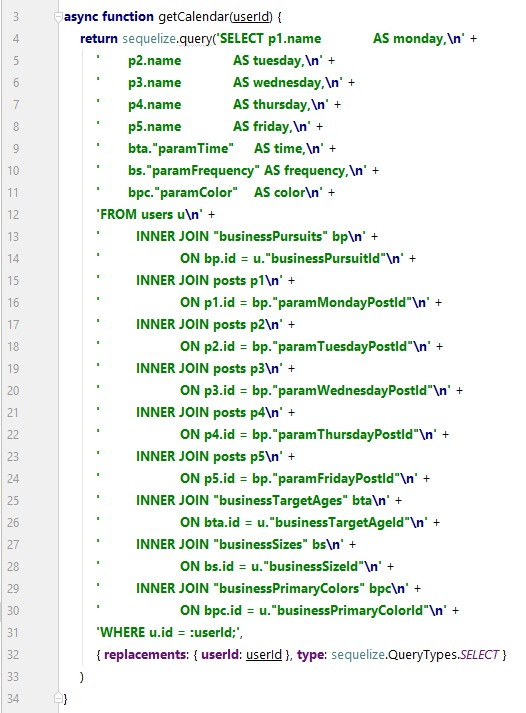 3 async function getCalendar(userId) {
4 return sequelize.query('SELECT p1.name AS monday,\n' +
5 ' p2.name AS tuesday,\n' +
6 ' p3.name AS wednesday,\n' +
7 ' p4.name AS thursday,\n' +
8 ' p5.name AS friday,\n' +
9 ' bta."paramTime" AS time,\n' +
10 ' bs."paramFrequency" AS frequency,\n' +
11 ' bpc."paramColor" AS color\n' +
12 'FROM users u\n' +
13 ' INNER JOIN "businessPursuits" bp\n' +
14 ' ON bp.id = u."businessPursuitId"\n' +
15 ' INNER JOIN posts p1\n' +
16 ' ON p1.id = bp."paramMondayPostId"\n' +
17 ' INNER JOIN posts p2\n' +
18 ' ON p2.id = bp."paramTuesdayPostId"\n' +
19 ' INNER JOIN posts p3\n' +
20 ' ON p3.id = bp."paramWednesdayPostId"\n' +
21 ' INNER JOIN posts p4\n' +
22 ' ON p4.id = bp."paramThursdayPostId"\n' +
23 ' INNER JOIN posts p5\n' +
24 ' ON p5.id = bp."paramFridayPostId"\n' +
25 ' INNER JOIN "businessTargetAges" bta\n' +
26 ' ON bta.id = u."businessTargetAgeId"\n' +
27 ' INNER JOIN "businessSizes" bs\n' +
28 ' ON bs.id = u."businessSizeId"\n' +
29 ' INNER JOIN "businessPrimaryColors" bpc\n' +
30 ' ON bpc.id = u."businessPrimaryColorId"\n' +
31 'WHERE u.id = :userId;',
32 { replacements: { userId: userId }, type: sequelize.QueryTypes.SELECT }
33 )
34 }